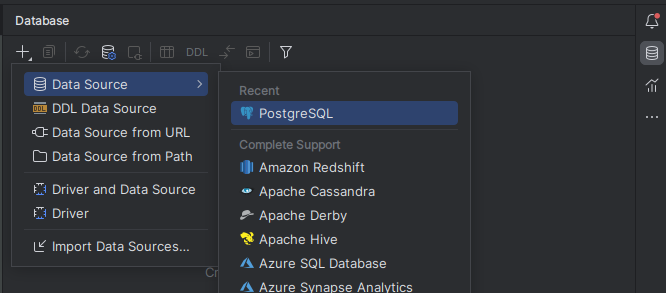 Database
DDL
Data Source
DDL Data Source
Data Source from URL
Data Source from Path
Driver and Data Source
Driver
Import Data Sources...
Cr
Recent
PostgreSQL
Complete Support
Amazon Redshift
Apache Cassandra
Apache Derby
Apache Hive
Azure SQL Database
Azure Synapse Analytics